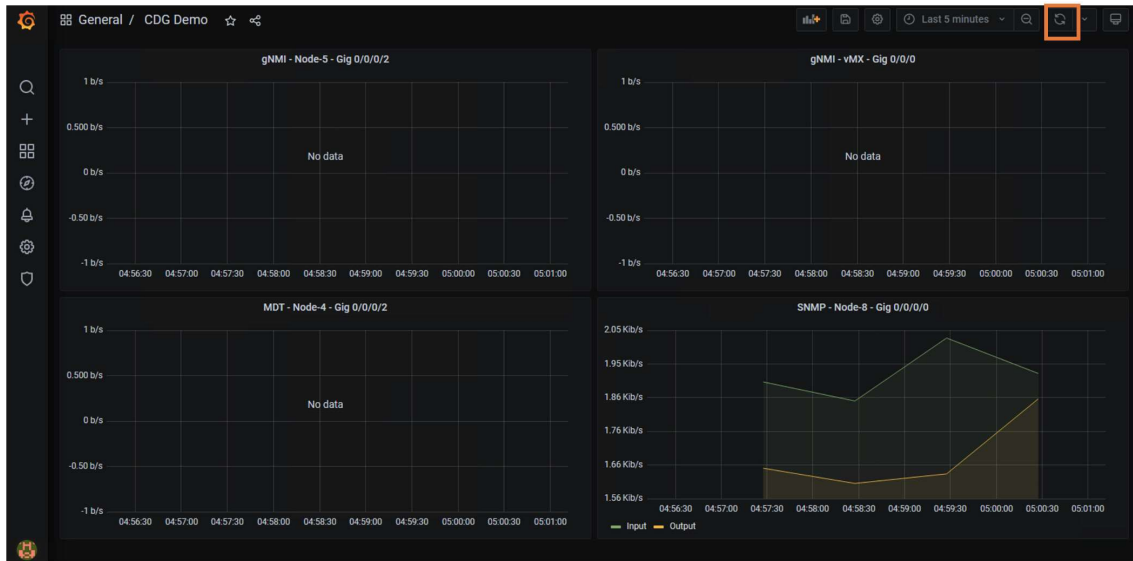 General / CDG Demo
Last 5 minutes
gNMI - Node-5 - Gig 0/0/0/2
1 b/s
0.500 b/s
No data
0 b/s
-0.50 b/s
-1 b/s
04:56:30 04:57:00 04:57:30 04:58:00 04:58:30 04:59:00 04:59:30 05:00:00 05:00:30 05:01:00
gNMI - vMX - Gig 0/0/0
1 b/s
0.500 b/s
No data
0 b/s
-0.50 b/s
-1 b/s
04:56:30 04:57:00 04:57:30 04:58:00 04:58:30 04:59:00 04:59:30 05:00:00 05:00:30 05:01:00
MDT - Node-4 - Gig 0/0/0/2
1 b/s
0.500 b/s
No data
0 b/s
-0.50 b/s
-1 b/s
04:56:30 04:57:00 04:57:30 04:58:00 04:58:30 04:59:00 04:59:30 05:00:00 05:00:30 05:01:00
SNMP - Node-8 - Gig 0/0/0/0
2.05 Kib/s
1.95 Kib/s
1.86 Kib/s
1.76 Kib/s
1.66 Kib/s
1.56 Kib/s
04:56:30 04:57:00 04:57:30 04:58:00 04:58:30 04:59:00 04:59:30 05:00:00 05:00:30 05:01:00
Input Output